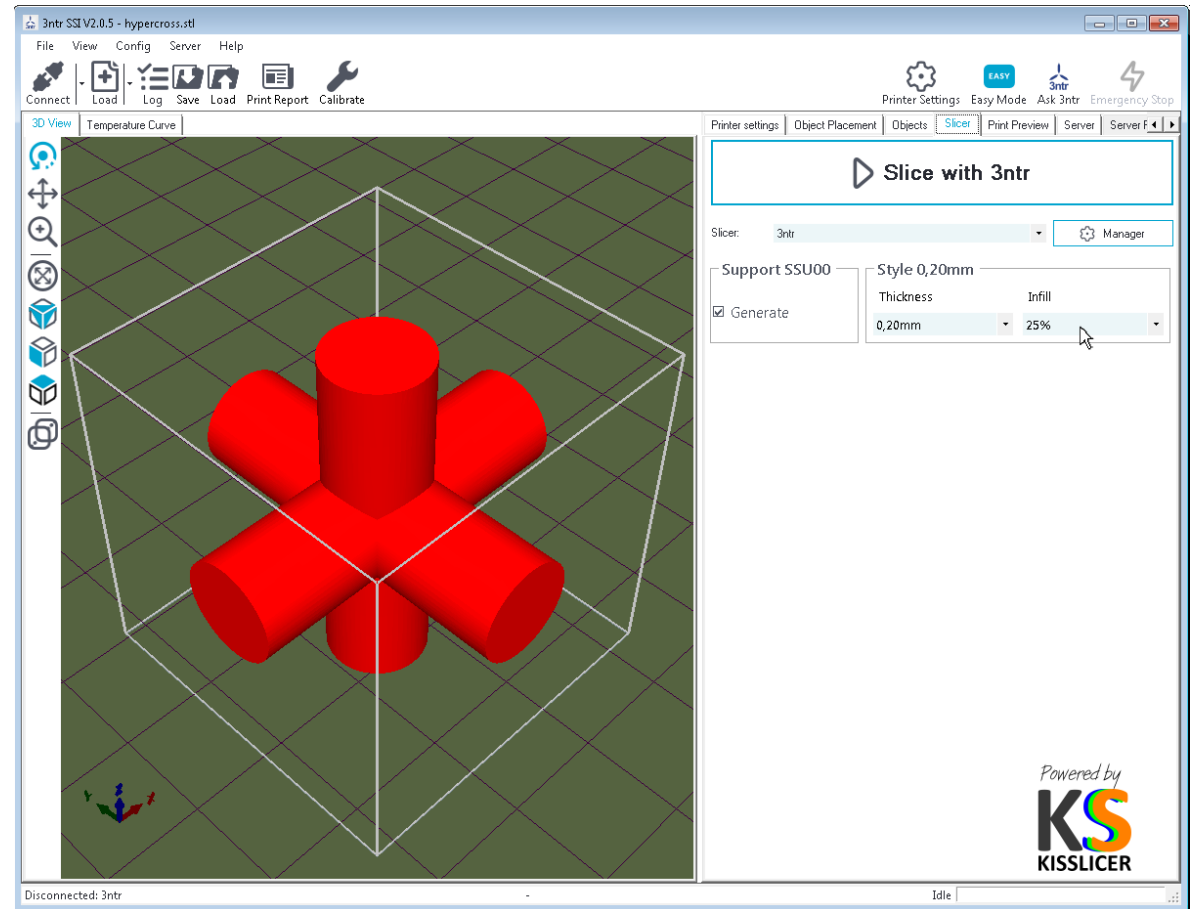 3ntr SSI V2.0.5 - hypercross.stl
File View Config Server Help
Connect Load Log Save Load Print Report Calibrate
EASY
3ntr
Printer Settings Easy Mode Ask 3ntr Emergency Stop
3D View Temperature Curve
Printer settings Object Placement Objects Slicer Print Preview Server Server
Slice with 3ntr
Slicer: 3ntr Manager
Support SSU00 Style 0,20mm
Thickness Infill
Generate
0,20mm 25%
Powered by
KS
KISSLICER
Y Z X
Disconnected: 3ntr - Idle